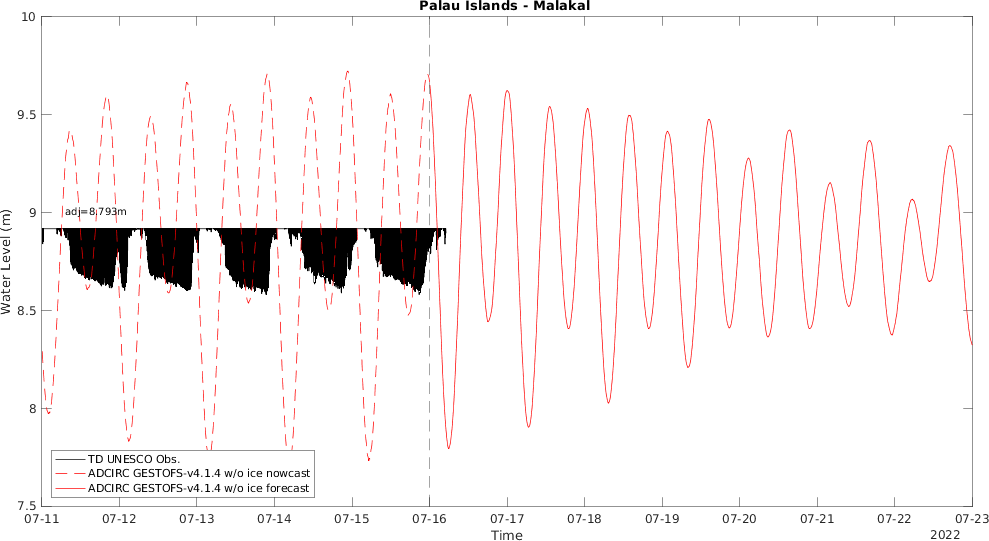 Palau Islands - Malakal
10
9.5
9
8.5
8
7.5
Water Level (m)
adj=8.793m
TD UNESCO Obs.
ADCIRC GESTOFS-v4.1.4 w/o ice nowcast
ADCIRC GESTOFS-v4.1.4 w/o ice forecast
07-11 07-12 07-13 07-14 07-15 07-16 07-17 07-18 07-19 07-20 07-21 07-22 07-23
Time
2022